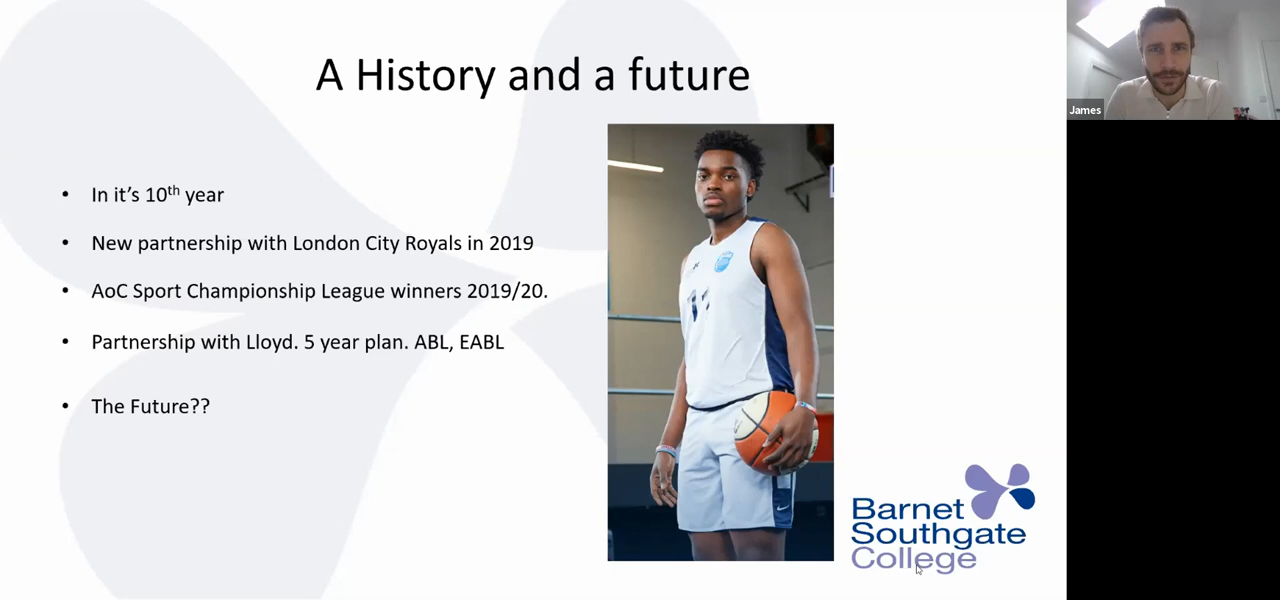 A History and a future
• In it's 10th year
• New partnership with London City Royals in 2019
• AoC Sport Championship League winners 2019/20.
• Partnership with Lloyd. 5 year plan. ABL, EABL
• The Future??
Barnet
Southgate
College
James